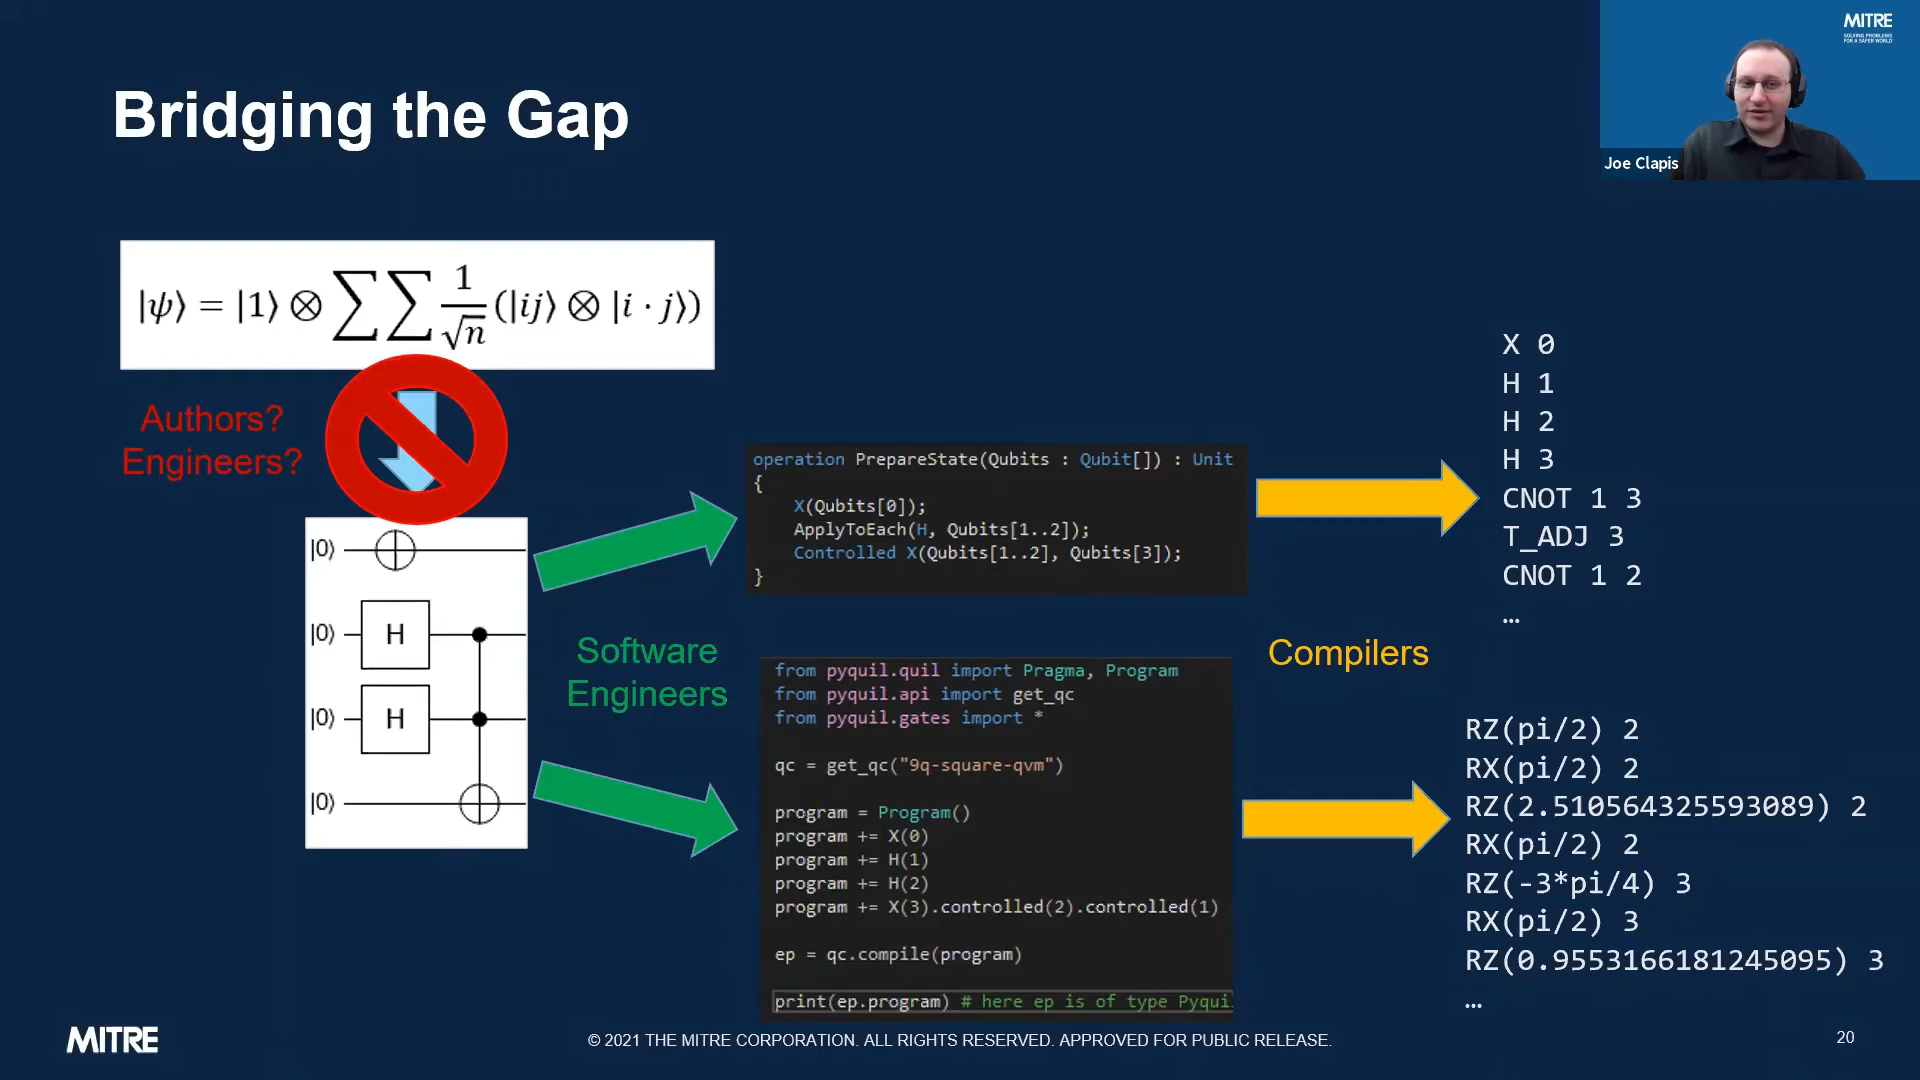 MITRE
SOLVING PROBLEMS
FOR A SAFER WORLD
Joe Clapis
Bridging the Gap
|ψ⟩ = |1⟩ ⊗ ∑ ∑ 1/√n (|ij⟩ ⊗ |i · j⟩)
Authors?
Engineers?
|0⟩
|0⟩ H
|0⟩ H
|0⟩
Software
Engineers
operation PrepareState(Qubits : Qubit[]) : Unit
{
X(Qubits[0]);
ApplyToEach(H, Qubits[1..2]);
Controlled X(Qubits[1..2], Qubits[3]);
}
from pyquil.quil import Pragma, Program
from pyquil.api import get_qc
from pyquil.gates import *
qc = get_qc("9q-square-qvm")
program = Program()
program += X(0)
program += H(1)
program += H(2)
program += X(3).controlled(2).controlled(1)
ep = qc.compile(program)
print(ep.program) # here ep is of type Pyqui
Compilers
X 0
H 1
H 2
H 3
CNOT 1 3
T_ADJ 3
CNOT 1 2
…
RZ(pi/2) 2
RX(pi/2) 2
RZ(2.510564325593089) 2
RX(pi/2) 2
RZ(-3*pi/4) 3
RX(pi/2) 3
RZ(0.9553166181245095) 3
…
MITRE
© 2021 THE MITRE CORPORATION. ALL RIGHTS RESERVED. APPROVED FOR PUBLIC RELEASE.
20